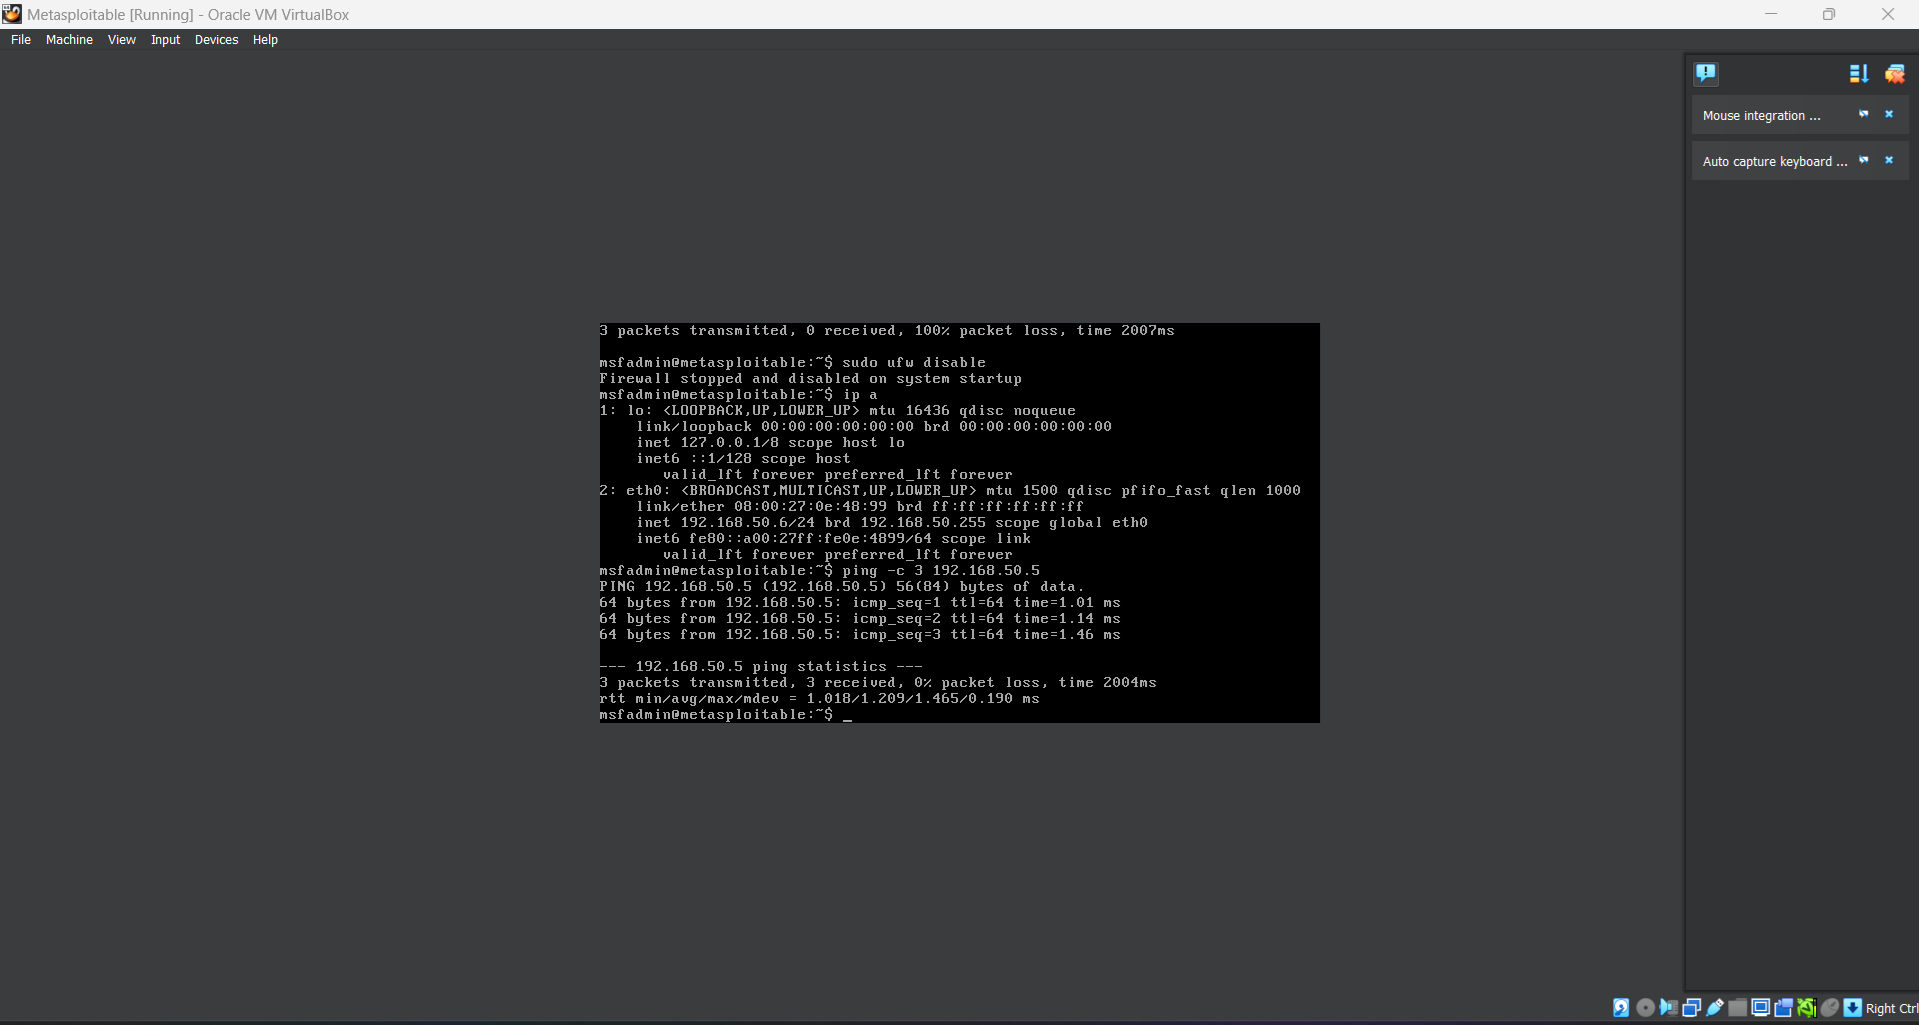 Metasploitable [Running] - Oracle VM VirtualBox
File Machine View Input Devices Help
Mouse integration ...
Auto capture keyboard ...
3 packets transmitted, 0 received, 100% packet loss, time 2007ms
msfadmin@metasploitable:~$ sudo ufw disable
Firewall stopped and disabled on system startup
msfadmin@metasploitable:~$ ip a
1: lo: <LOOPBACK,UP,LOWER_UP> mtu 16436 qdisc noqueue
link/loopback 00:00:00:00:00:00 brd 00:00:00:00:00:00
inet 127.0.0.1/8 scope host lo
inet6 ::1/128 scope host
valid_lft forever preferred_lft forever
2: eth0: <BROADCAST,MULTICAST,UP,LOWER_UP> mtu 1500 qdisc pfifo_fast qlen 1000
link/ether 08:00:27:0e:48:99 brd ff:ff:ff:ff:ff:ff
inet 192.168.50.6/24 brd 192.168.50.255 scope global eth0
inet6 fe80::a00:27ff:fe0e:4899/64 scope link
valid_lft forever preferred_lft forever
msfadmin@metasploitable:~$ ping -c 3 192.168.50.5
PING 192.168.50.5 (192.168.50.5) 56(84) bytes of data.
64 bytes from 192.168.50.5: icmp_seq=1 ttl=64 time=1.01 ms
64 bytes from 192.168.50.5: icmp_seq=2 ttl=64 time=1.14 ms
64 bytes from 192.168.50.5: icmp_seq=3 ttl=64 time=1.46 ms
--- 192.168.50.5 ping statistics ---
3 packets transmitted, 3 received, 0% packet loss, time 2004ms
rtt min/avg/max/mdev = 1.018/1.209/1.465/0.190 ms
msfadmin@metasploitable:~$ _
Right Ctrl